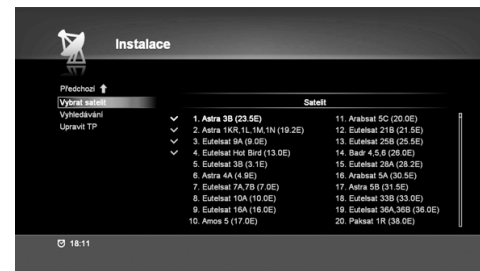 Instalace
Předchozí
Vybrat satelit
Vyhledávání
Upravit TP
Satelit
1. Astra 3B (23.5E)
2. Astra 1KR,1L,1M,1N (19.2E)
3. Eutelsat 9A (9.0E)
4. Eutelsat Hot Bird (13.0E)
5. Eutelsat 3B (3.1E)
6. Astra 4A (4.9E)
7. Eutelsat 7A,7B (7.0E)
8. Eutelsat 10A (10.0E)
9. Eutelsat 16A (16.0E)
10. Amos 5 (17.0E)
11. Arabsat 5C (20.0E)
12. Eutelsat 21B (21.5E)
13. Eutelsat 25B (25.5E)
14. Badr 4,5,6 (26.0E)
15. Eutelsat 28A (28.2E)
16. Arabsat 5A (30.5E)
17. Astra 5B (31.5E)
18. Eutelsat 33B (33.0E)
19. Eutelsat 36A,36B (36.0E)
20. Paksat 1R (38.0E)
18:11